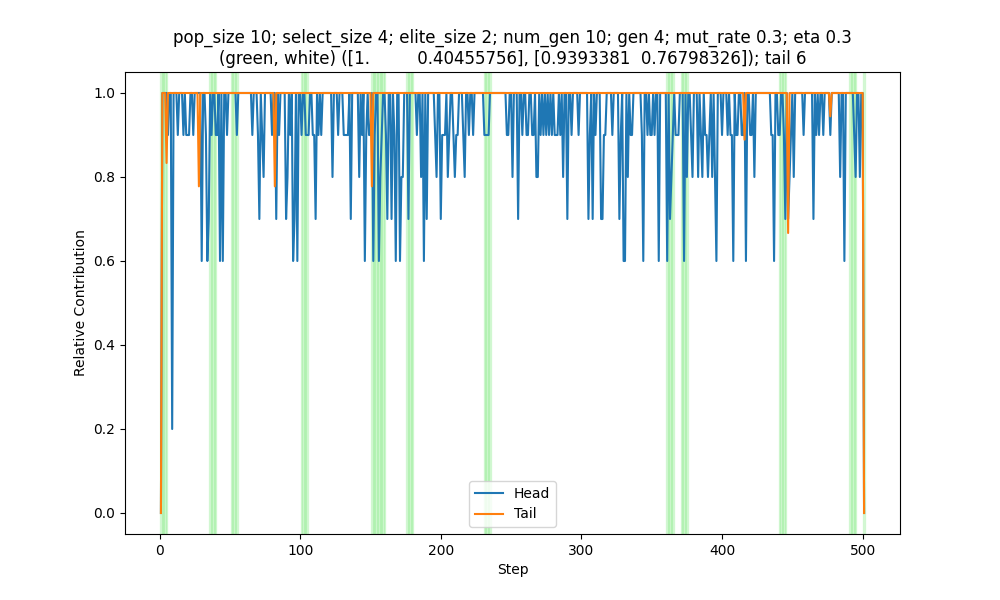 pop_size 10; select_size 4; elite_size 2; num_gen 10; gen 4; mut_rate 0.3; eta 0.3
(green, white) ([1.         0.40455756], [0.9393381  0.76798326]); tail 6
1.0
0.8
0.6
0.4
0.2
0.0
Relative Contribution
Head
Tail
0
100
200
300
400
500
Step